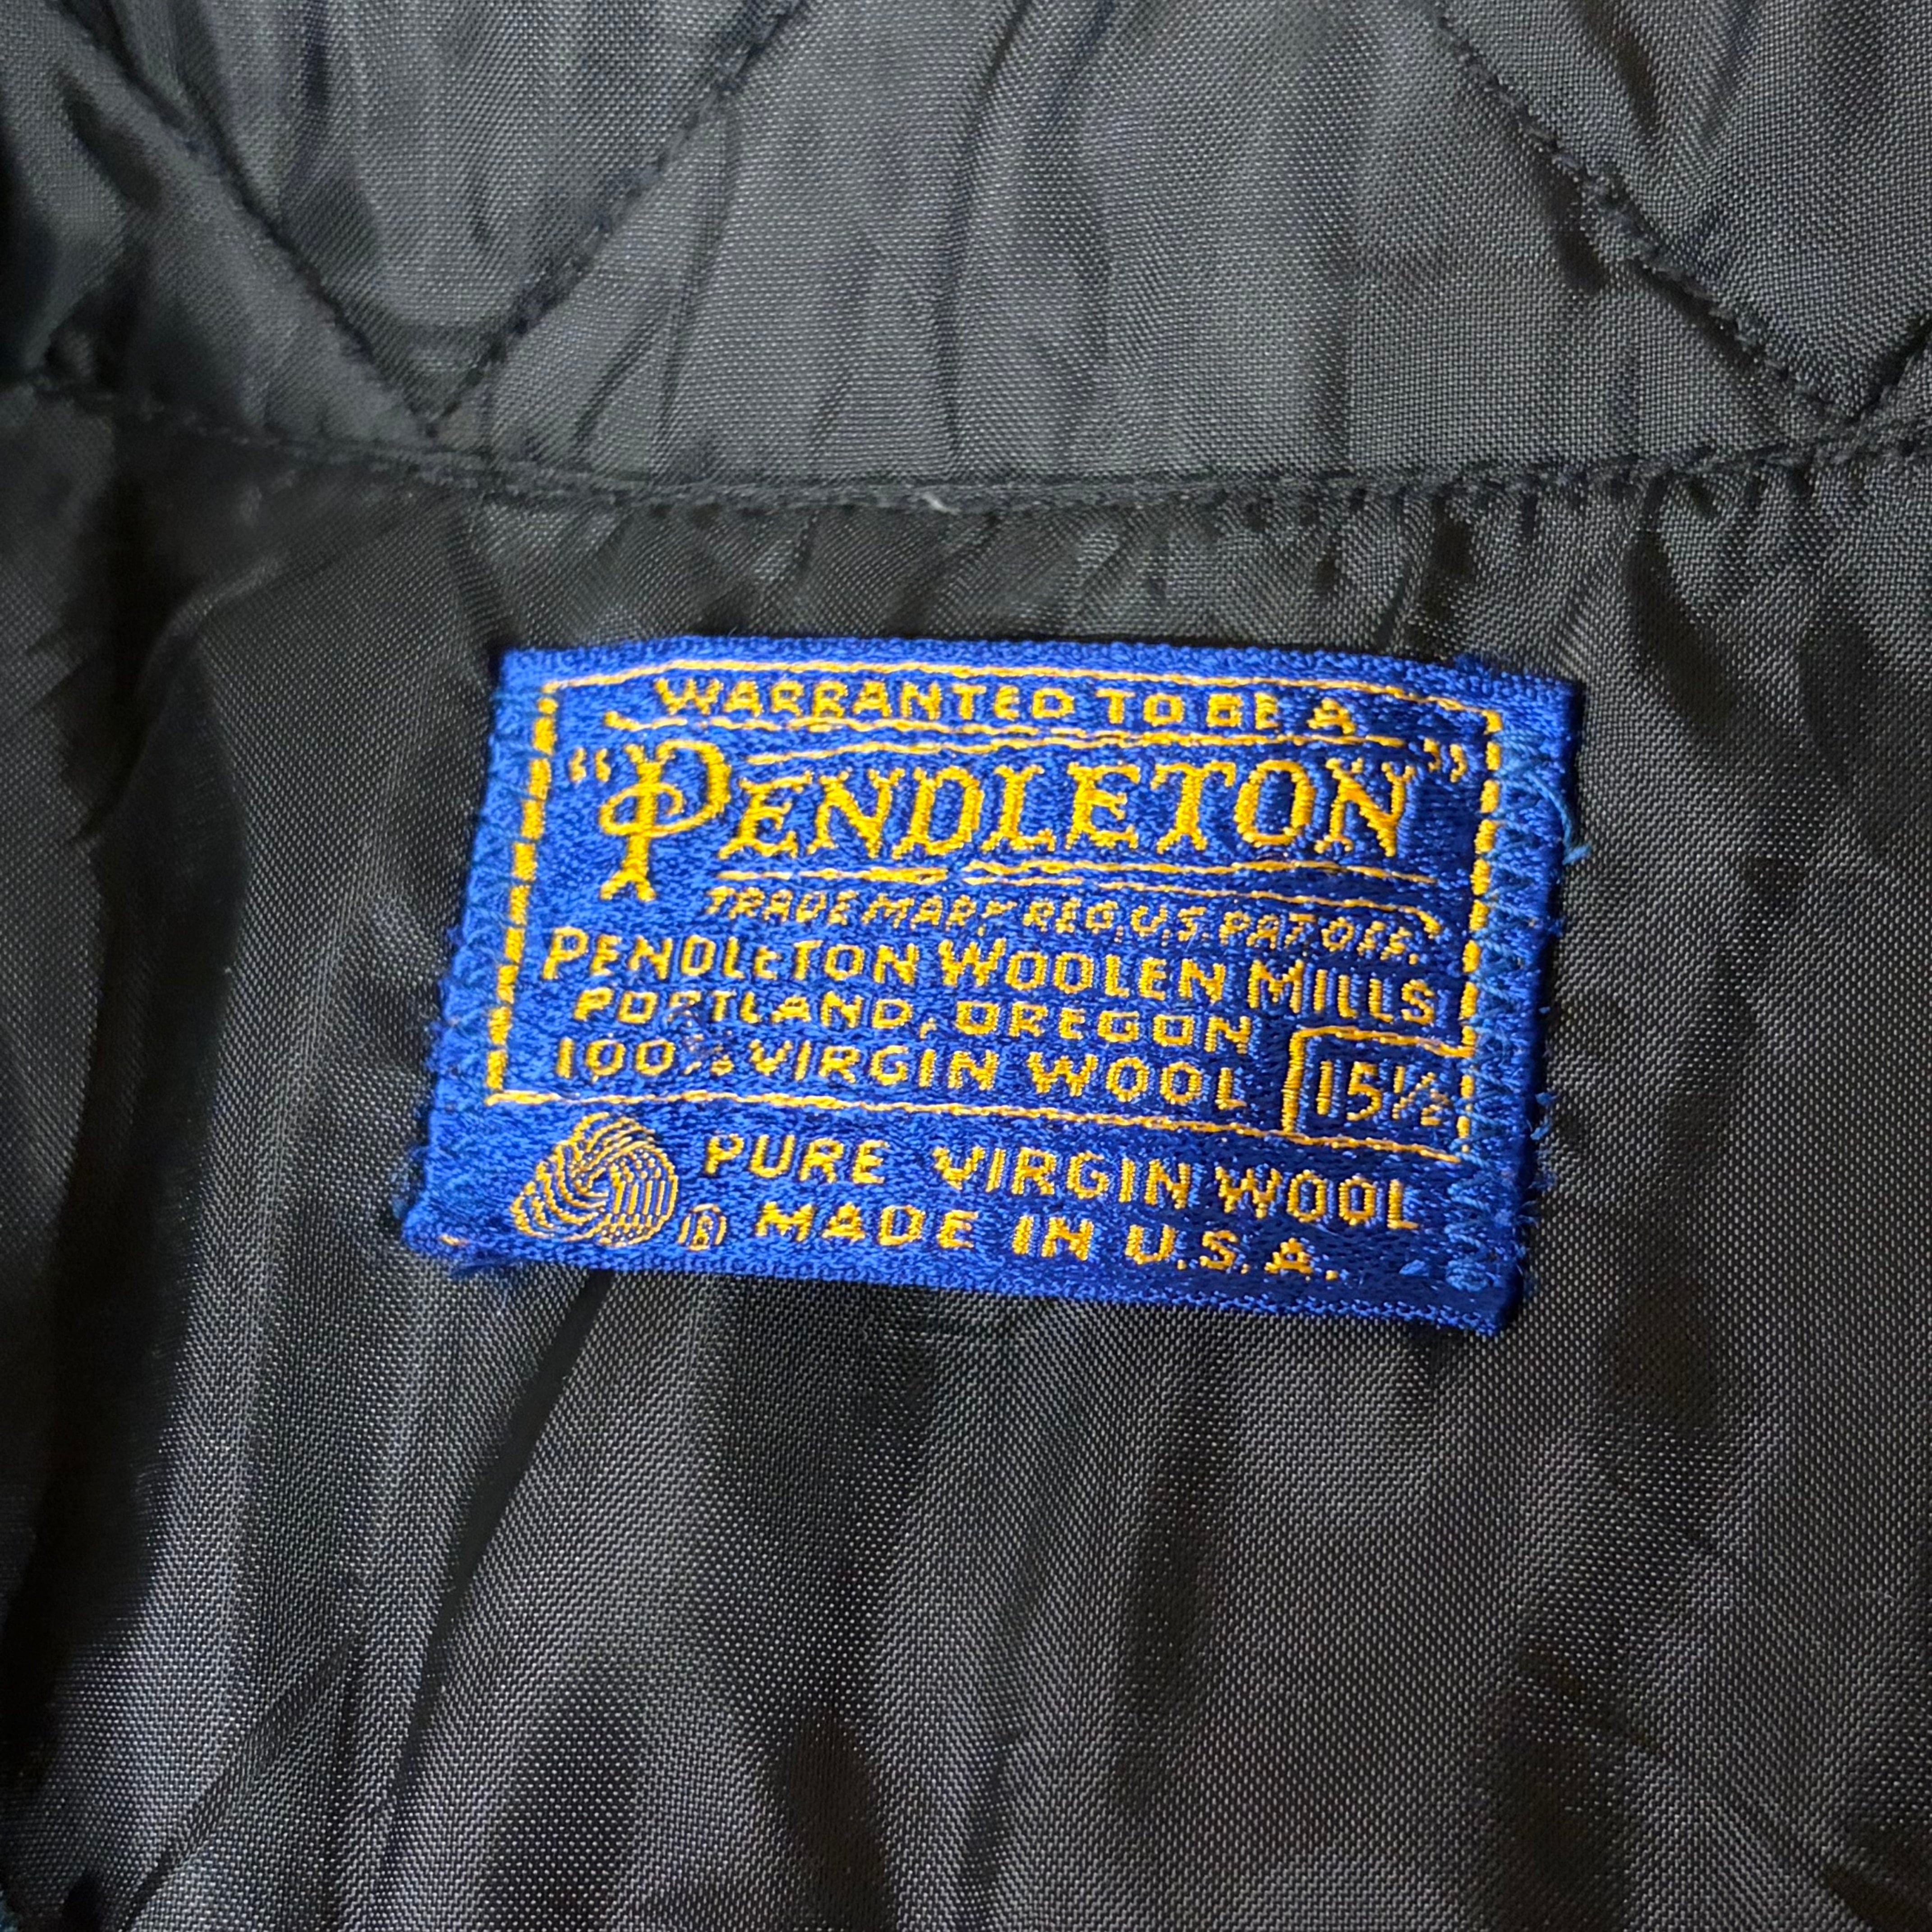 WARRANTED TO BE A
"PENDLETON"
TRADE MARK REG. U.S. PAT. OFF.
PENDLETON WOOLEN MILLS
PORTLAND, OREGON
100% VIRGIN WOOL 15½
PURE VIRGIN WOOL
® MADE IN U.S.A.